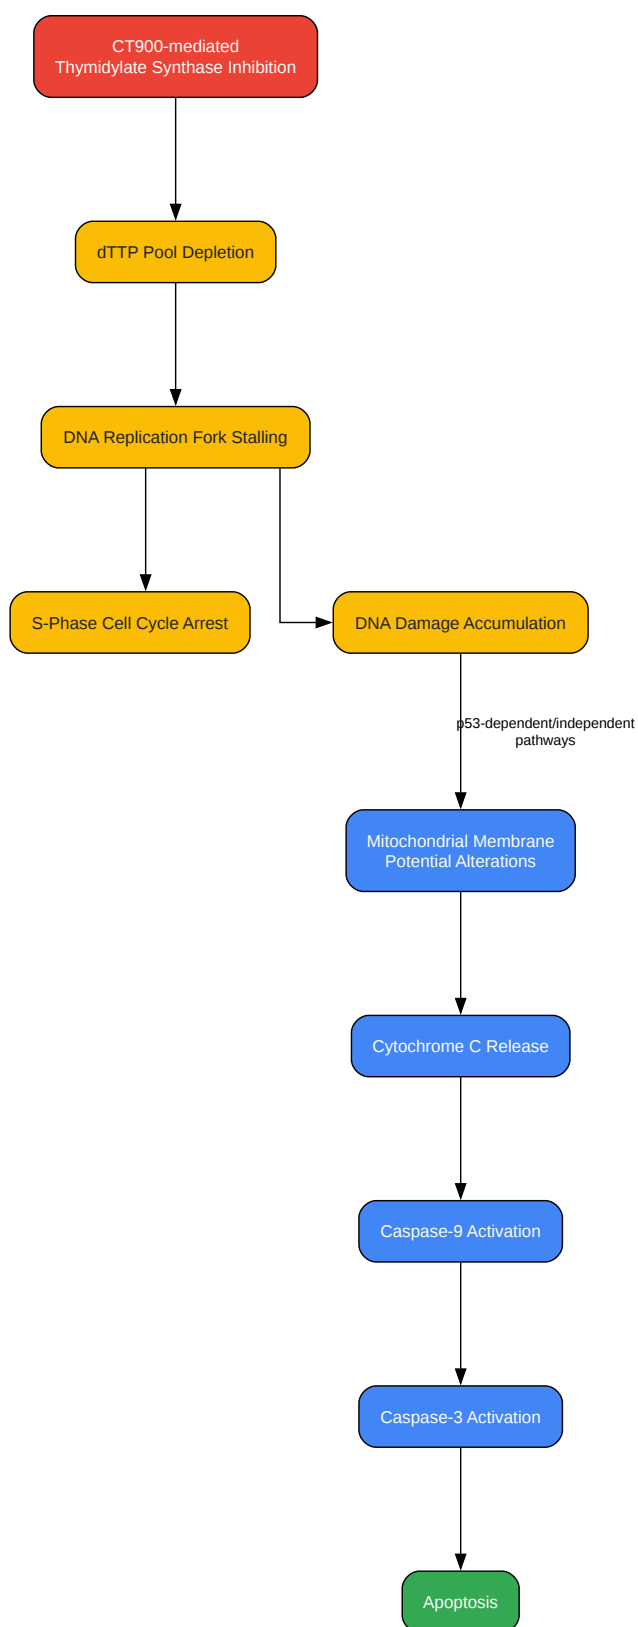 CT900-mediated
Thymidylate Synthase Inhibition
dTTP Pool Depletion
DNA Replication Fork Stalling
S-Phase Cell Cycle Arrest
DNA Damage Accumulation
p53-dependent/independent
pathways
Mitochondrial Membrane
Potential Alterations
Cytochrome C Release
Caspase-9 Activation
Caspase-3 Activation
Apoptosis